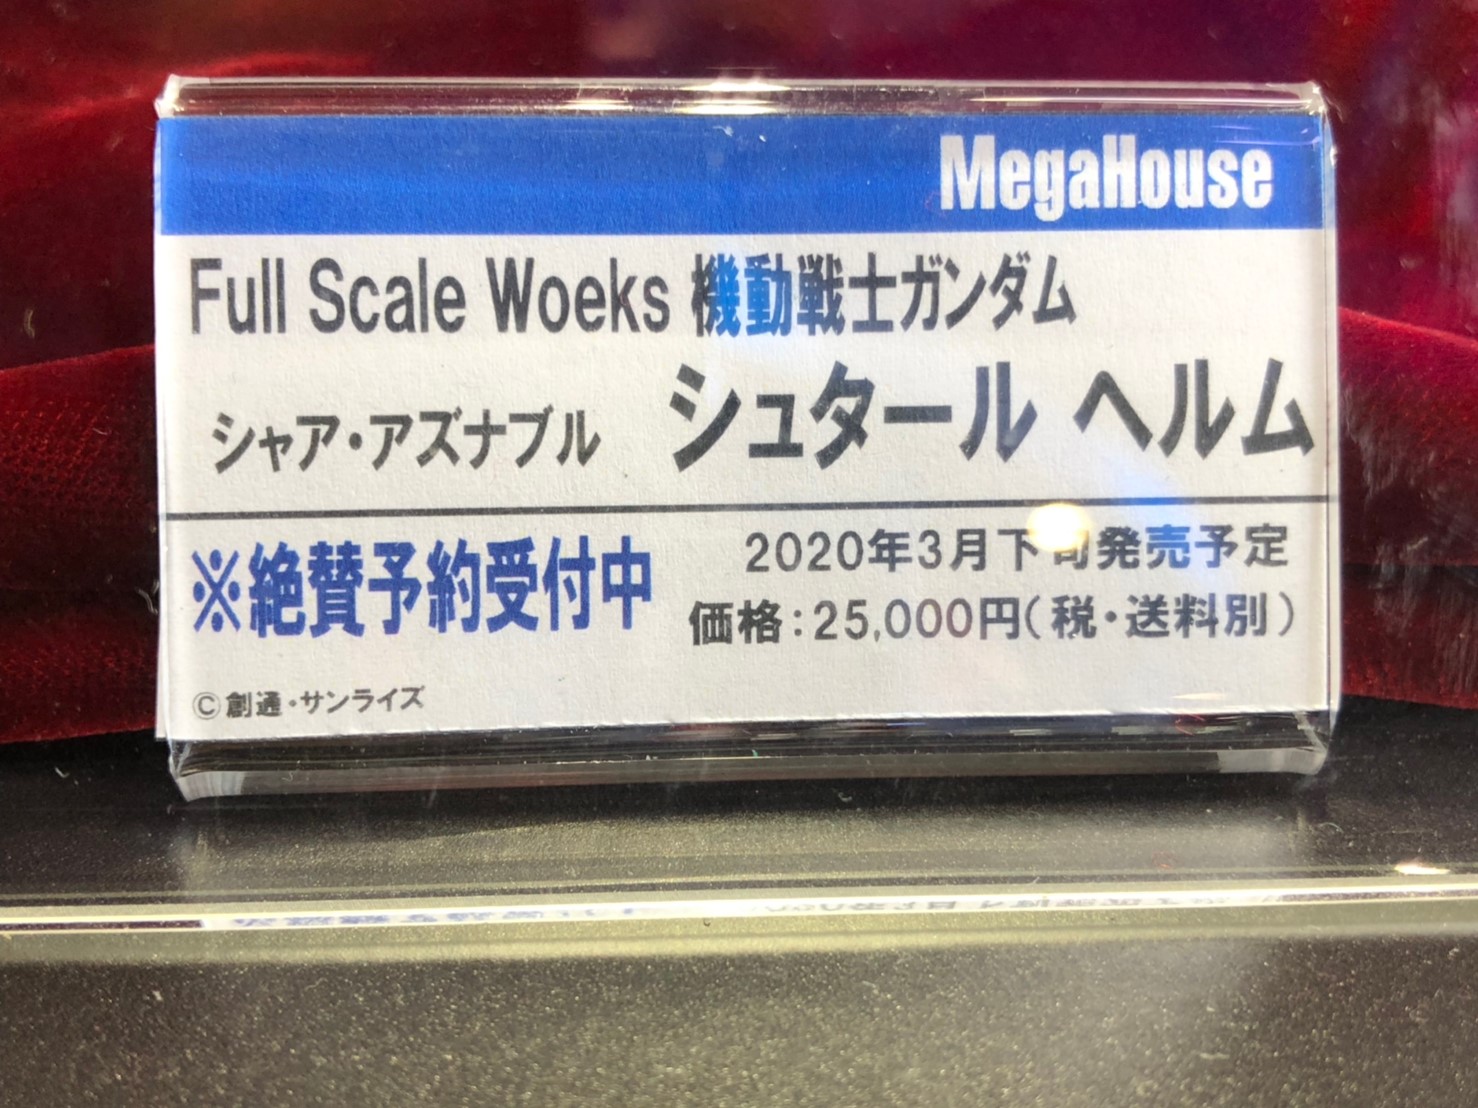 MegaHouse
Full Scale Woeks 機動戦士ガンダム
シャア・アズナブル シュタール ヘルム
※絶賛予約受付中
2020年3月下旬発売予定
価格：25,000円（税・送料別）
©創通・サンライズ